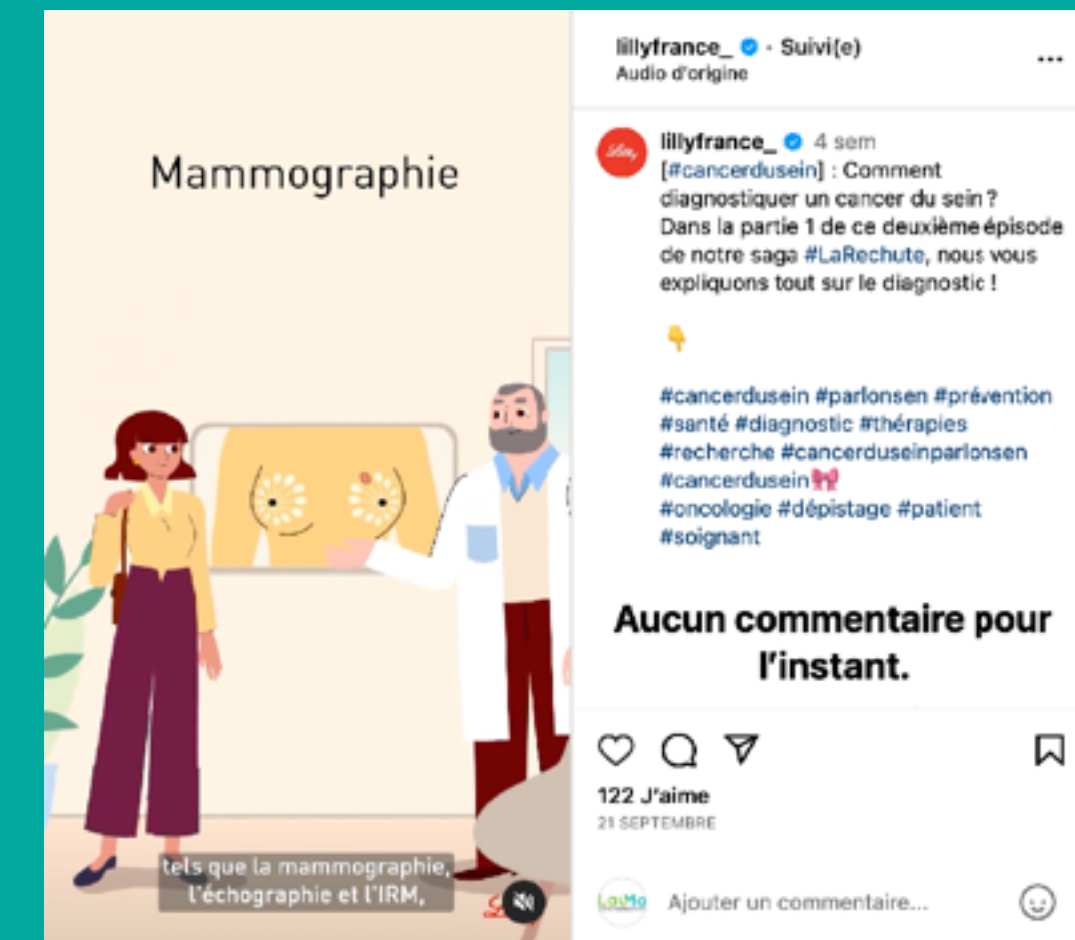 Mammographie
tels que la mammographie,
l'échographie et l'IRM,
lillyfrance_ · Suivi(e)
Audio d'origine
Lilly
lillyfrance_ 4 sem
[#cancerdusein] : Comment
diagnostiquer un cancer du sein ?
Dans la partie 1 de ce deuxième épisode
de notre saga #LaRechute, nous vous
expliquons tout sur le diagnostic !
👇
#cancerdusein #parlonsen #prévention
#santé #diagnostic #thérapies
#recherche #cancerduseinparlonsen
#cancerdusein🎀
#oncologie #dépistage #patient
#soignant
Aucun commentaire pour
l'instant.
122 J'aime
21 SEPTEMBRE
Ajouter un commentaire...